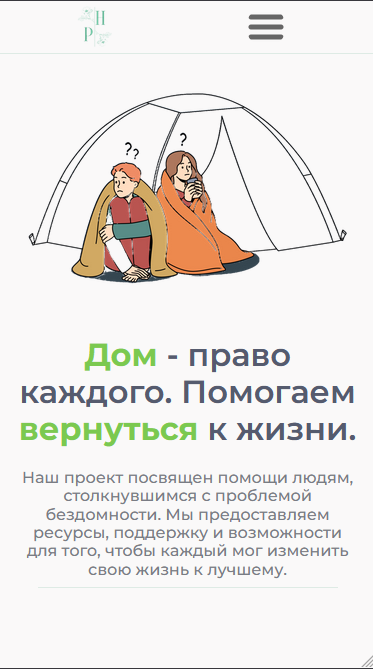 H
P
??
?
Дом - право
каждого. Помогаем
вернуться к жизни.
Наш проект посвящен помощи людям,
столкнувшимся с проблемой
бездомности. Мы предоставляем
ресурсы, поддержку и возможности
для того, чтобы каждый мог изменить
свою жизнь к лучшему.